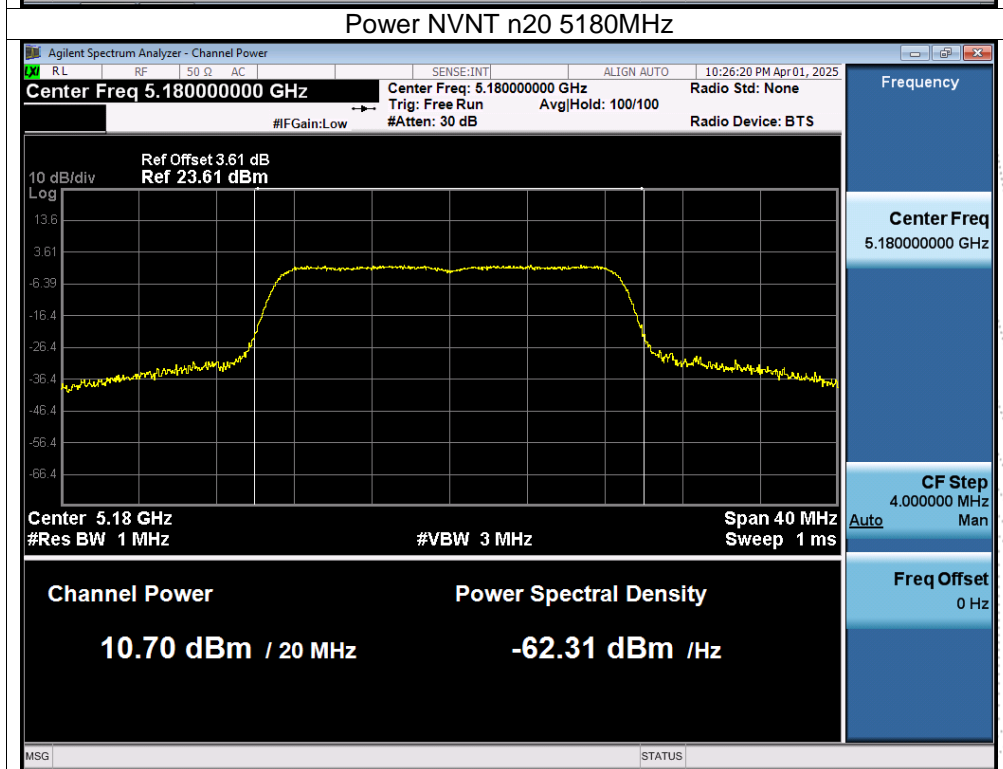 Power NVNT n20 5180MHz
Agilent Spectrum Analyzer - Channel Power
LXI RL RF 50 Ω AC SENSE:INT ALIGN AUTO 10:26:20 PM Apr 01, 2025
Center Freq 5.180000000 GHz
Center Freq: 5.180000000 GHz Radio Std: None
Trig: Free Run Avg|Hold: 100/100
#IFGain:Low #Atten: 30 dB Radio Device: BTS
Ref Offset 3.61 dB
10 dB/div Ref 23.61 dBm
Log
13.6
3.61
-6.39
-16.4
-26.4
-36.4
-46.4
-56.4
-66.4
Center 5.18 GHz Span 40 MHz
#Res BW 1 MHz #VBW 3 MHz Sweep 1 ms
Channel Power Power Spectral Density
10.70 dBm / 20 MHz -62.31 dBm /Hz
MSG STATUS
Frequency
Center Freq
5.180000000 GHz
CF Step
4.000000 MHz
Auto Man
Freq Offset
0 Hz